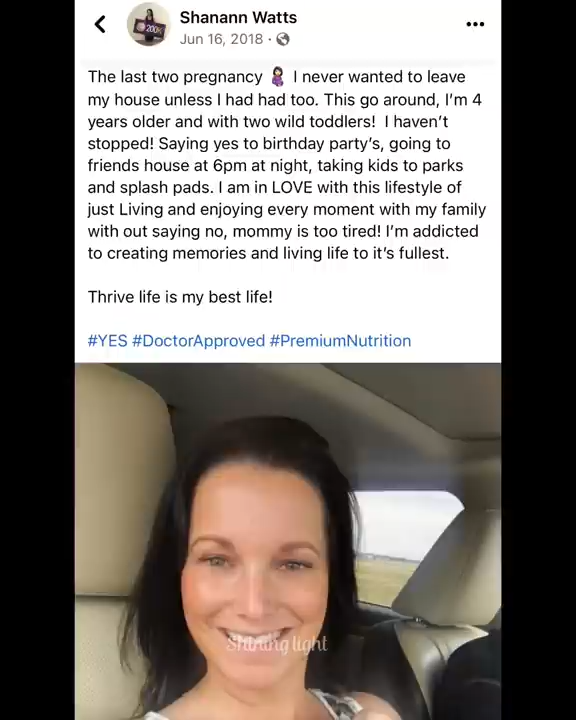 Shanann Watts
Jun 16, 2018 ·
200K
The last two pregnancy 🤰🏻 I never wanted to leave
my house unless I had had too. This go around, I'm 4
years older and with two wild toddlers!  I haven't
stopped! Saying yes to birthday party's, going to
friends house at 6pm at night, taking kids to parks
and splash pads. I am in LOVE with this lifestyle of
just Living and enjoying every moment with my family
with out saying no, mommy is too tired! I'm addicted
to creating memories and living life to it's fullest.
Thrive life is my best life!
#YES #DoctorApproved #PremiumNutrition
Shining light